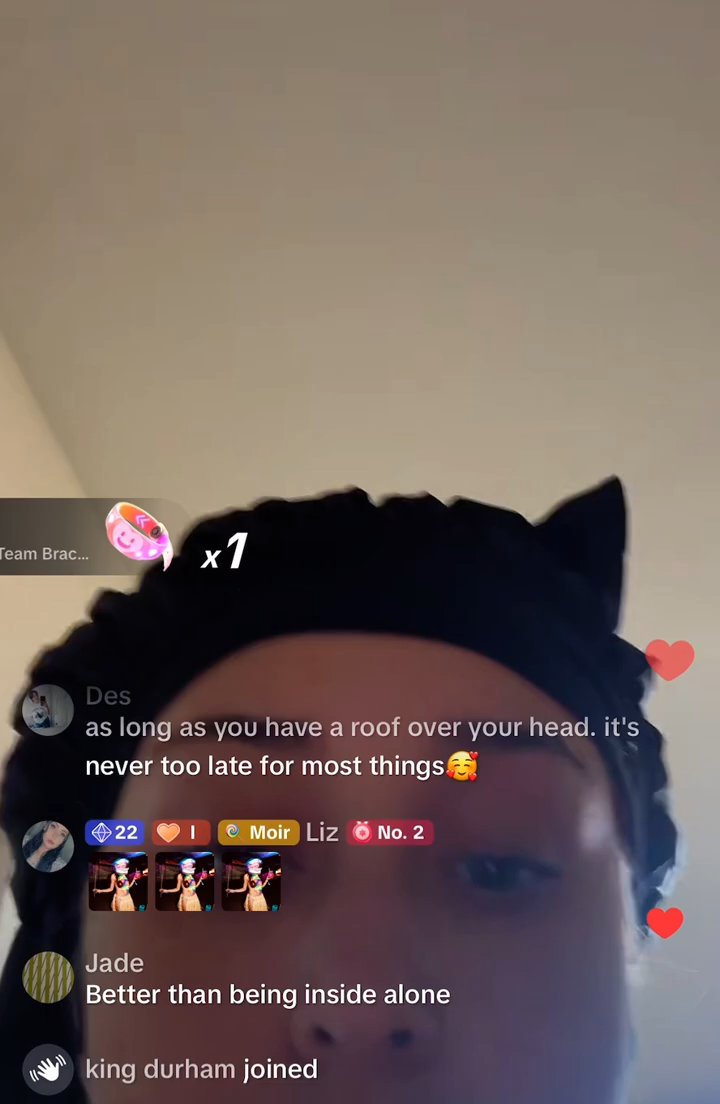 Team Brac...
x1
Des
as long as you have a roof over your head. it's
never too late for most things🥰
22 I Moir Liz No. 2
Jade
Better than being inside alone
king durham joined